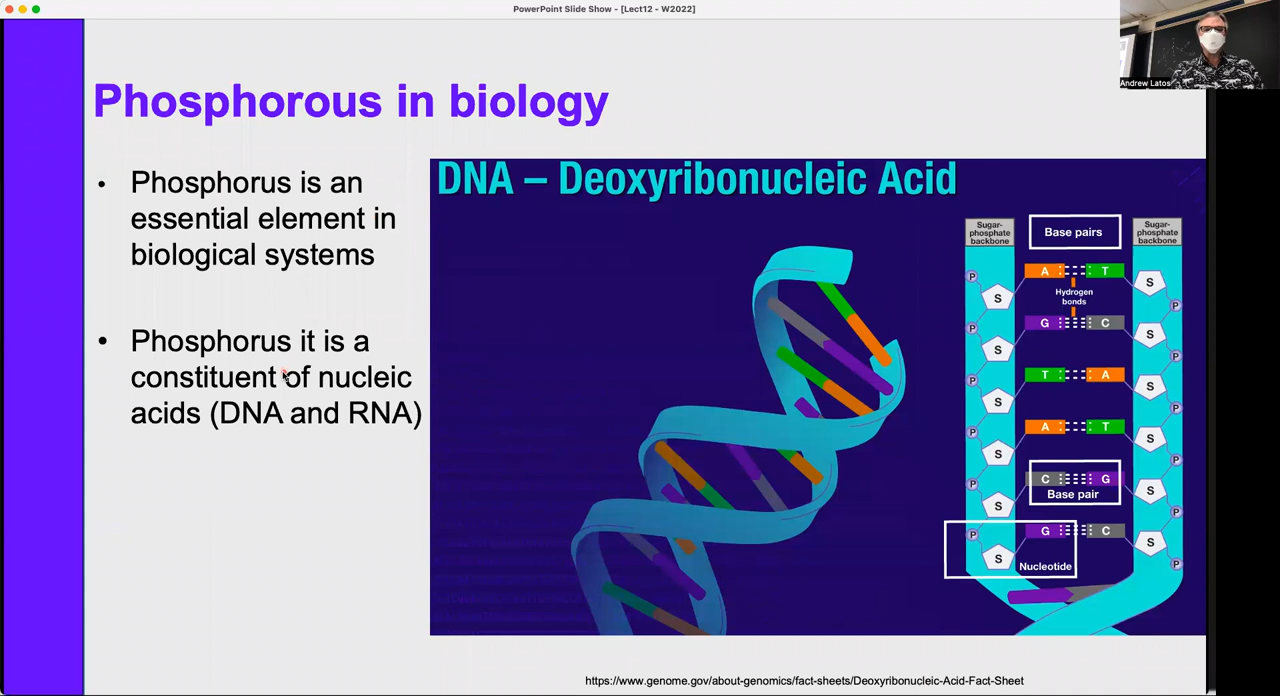 PowerPoint Slide Show - [Lect12 - W2022]
Andrew Latos
Phosphorous in biology
• Phosphorus is an
essential element in
biological systems
• Phosphorus it is a
constituent of nucleic
acids (DNA and RNA)
DNA – Deoxyribonucleic Acid
Sugar-
phosphate
backbone
Base pairs
Sugar-
phosphate
backbone
P A T S
S P
Hydrogen
bonds
P G C S
S P
T A S
S P
P A T S
S P
P C G S
Base pair
S P
P G C S
S Nucleotide P
https://www.genome.gov/about-genomics/fact-sheets/Deoxyribonucleic-Acid-Fact-Sheet